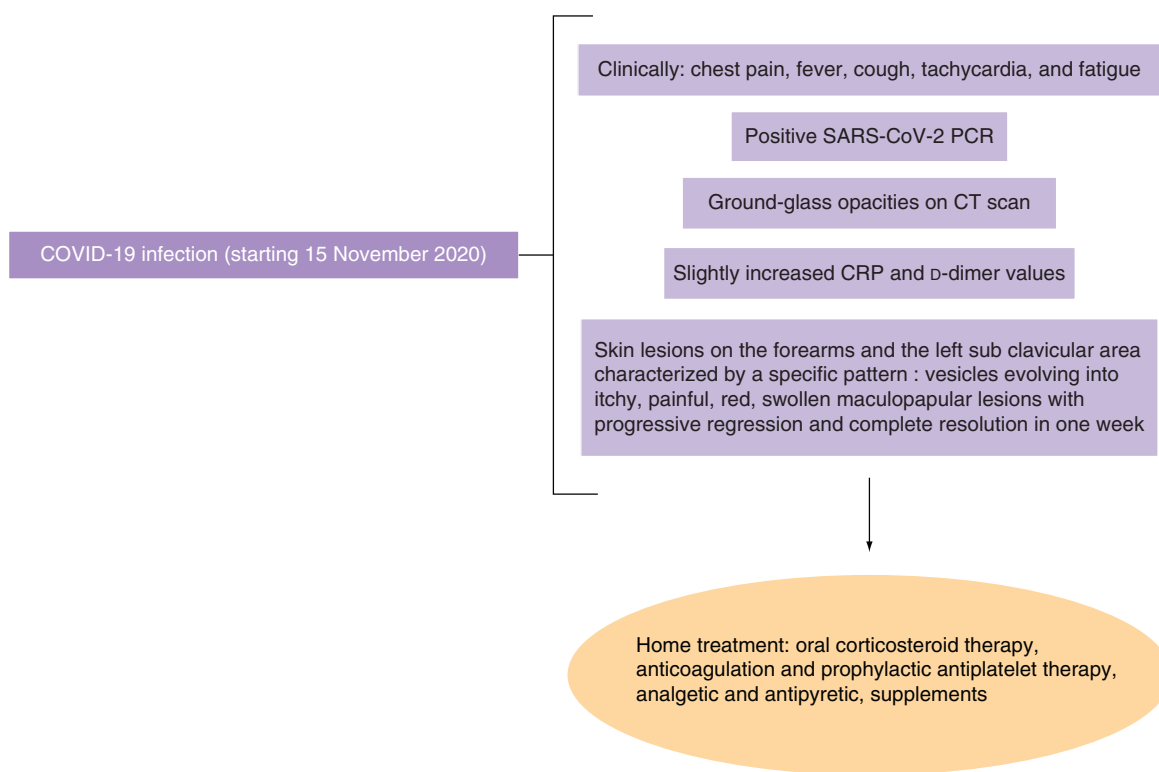 Clinically: chest pain, fever, cough, tachycardia, and fatigue
Positive SARS-CoV-2 PCR
Ground-glass opacities on CT scan
COVID-19 infection (starting 15 November 2020)
Slightly increased CRP and D-dimer values
Skin lesions on the forearms and the left sub clavicular area
characterized by a specific pattern : vesicles evolving into
itchy, painful, red, swollen maculopapular lesions with
progressive regression and complete resolution in one week
Home treatment: oral corticosteroid therapy,
anticoagulation and prophylactic antiplatelet therapy,
analgetic and antipyretic, supplements